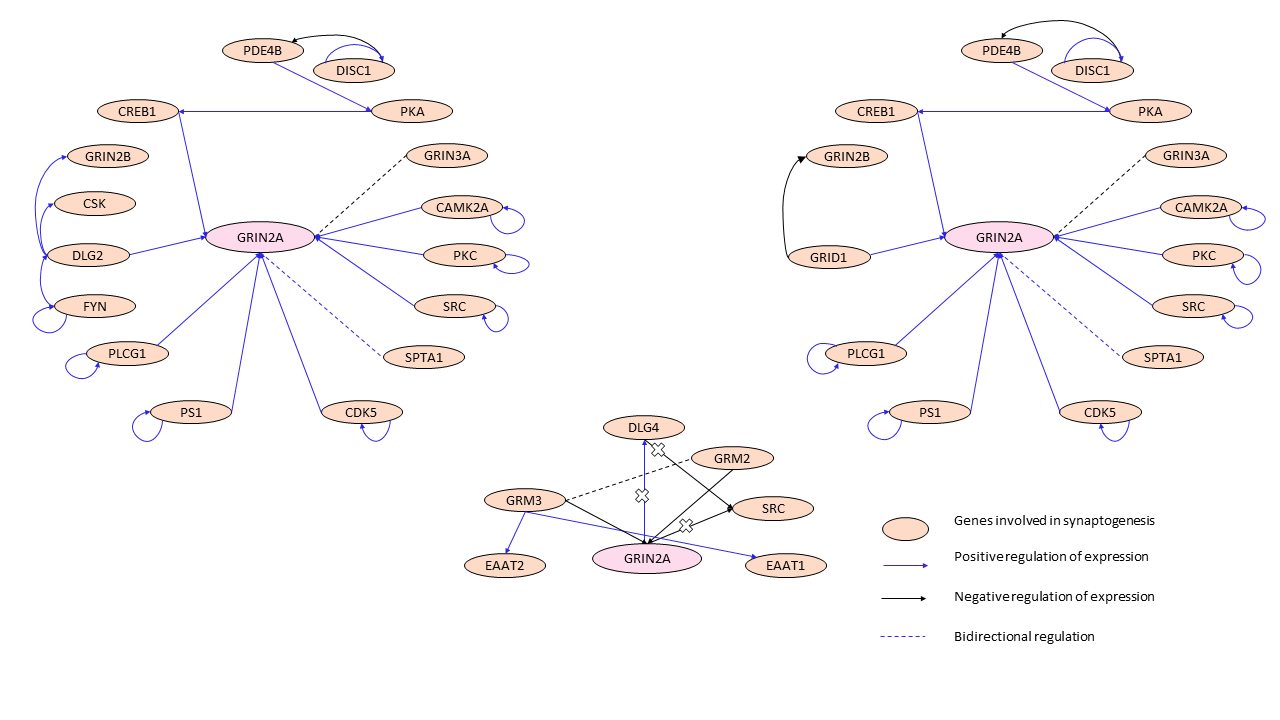 PDE4B
DISC1
CREB1
PKA
GRIN2B
GRIN3A
CSK
CAMK2A
GRIN2A
DLG2
PKC
FYN
SRC
PLCG1
SPTA1
PS1
CDK5
PDE4B
DISC1
CREB1
PKA
GRIN2B
GRIN3A
CAMK2A
GRIN2A
GRID1
PKC
SRC
PLCG1
SPTA1
PS1
CDK5
DLG4
GRM2
GRM3
SRC
GRIN2A
EAAT2
EAAT1
Genes involved in synaptogenesis
Positive regulation of expression
Negative regulation of expression
Bidirectional regulation